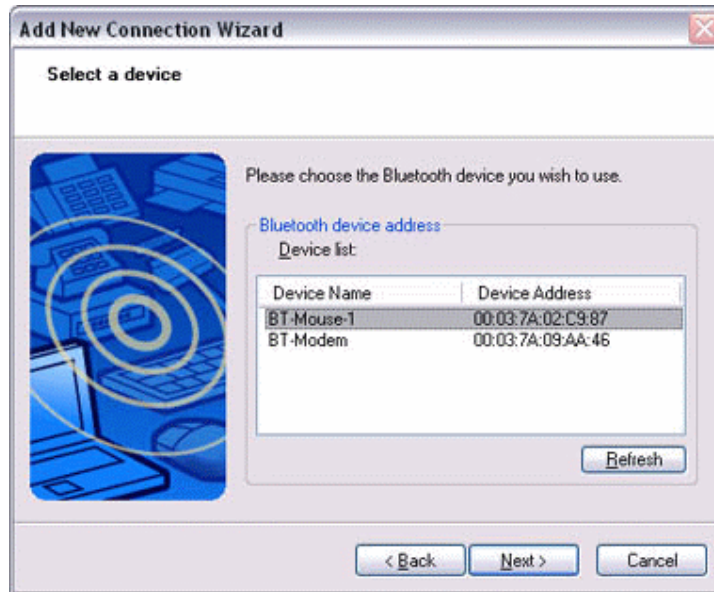 Add New Connection Wizard
Select a device
Please choose the Bluetooth device you wish to use.
Bluetooth device address
Device list:
Device Name Device Address
BT-Mouse-1 00:03:7A:02:C9:87
BT-Modem 00:03:7A:09:AA:46
Refresh
< Back Next > Cancel